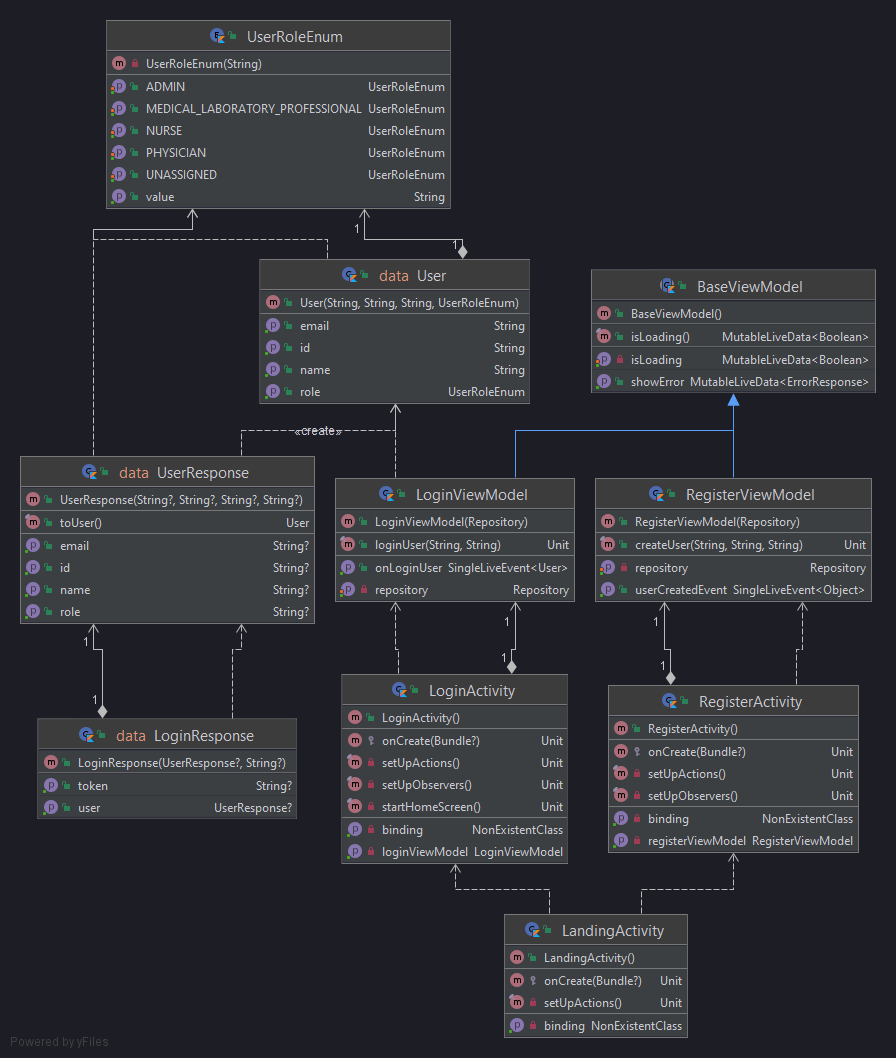 UserRoleEnum
UserRoleEnum(String)
ADMIN UserRoleEnum
MEDICAL_LABORATORY_PROFESSIONAL UserRoleEnum
NURSE UserRoleEnum
PHYSICIAN UserRoleEnum
UNASSIGNED UserRoleEnum
value String
1
1
data User
User(String, String, String, UserRoleEnum)
email String
id String
name String
role UserRoleEnum
BaseViewModel
BaseViewModel()
isLoading() MutableLiveData<Boolean>
isLoading MutableLiveData<Boolean>
showError MutableLiveData<ErrorResponse>
«create»
data UserResponse
UserResponse(String?, String?, String?, String?)
toUser() User
email String?
id String?
name String?
role String?
LoginViewModel
LoginViewModel(Repository)
loginUser(String, String) Unit
onLoginUser SingleLiveEvent<User>
repository Repository
RegisterViewModel
RegisterViewModel(Repository)
createUser(String, String, String) Unit
repository Repository
userCreatedEvent SingleLiveEvent<Object>
1
1
1
1
1
1
data LoginResponse
LoginResponse(UserResponse?, String?)
token String?
user UserResponse?
LoginActivity
LoginActivity()
onCreate(Bundle?) Unit
setUpActions() Unit
setUpObservers() Unit
startHomeScreen() Unit
binding NonExistentClass
loginViewModel LoginViewModel
RegisterActivity
RegisterActivity()
onCreate(Bundle?) Unit
setUpActions() Unit
setUpObservers() Unit
binding NonExistentClass
registerViewModel RegisterViewModel
LandingActivity
LandingActivity()
onCreate(Bundle?) Unit
setUpActions() Unit
binding NonExistentClass
Powered by yFiles